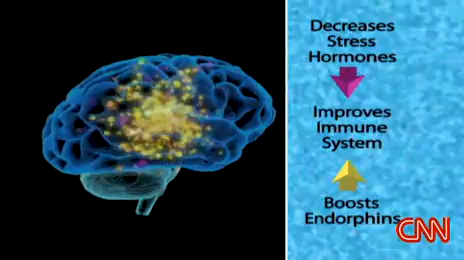 Decreases
Stress
Hormones
Improves
Immune
System
Boosts
Endorphins
CNN